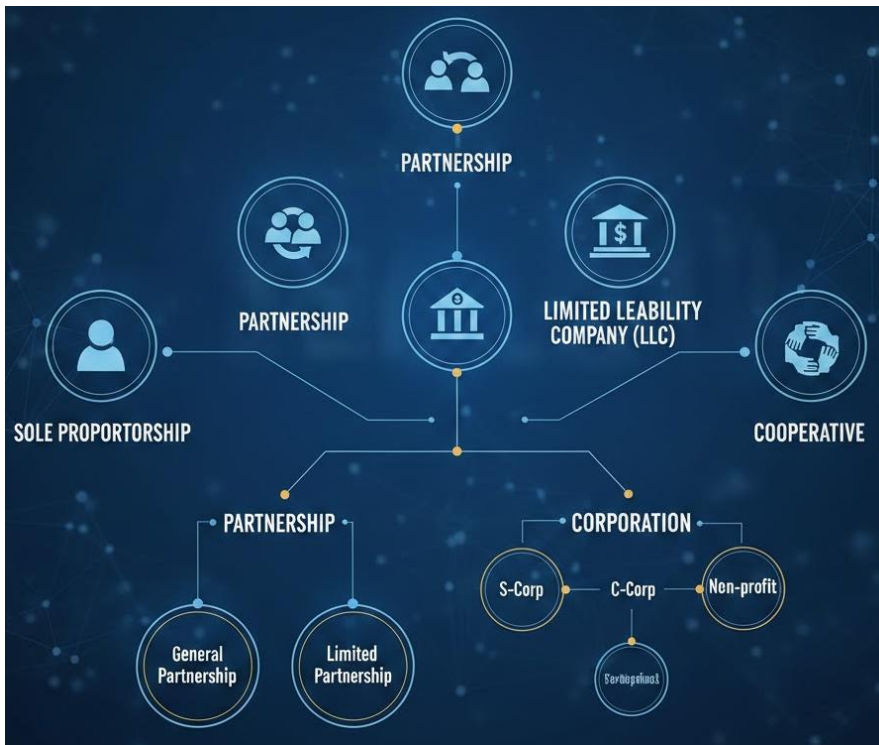 PARTNERSHIP
PARTNERSHIP
LIMITED LEABILITY
COMPANY (LLC)
SOLE PROPORTORSHIP
COOPERATIVE
PARTNERSHIP
CORPORATION
S-Corp
C-Corp
Nen-profit
General
Partnership
Limited
Partnership